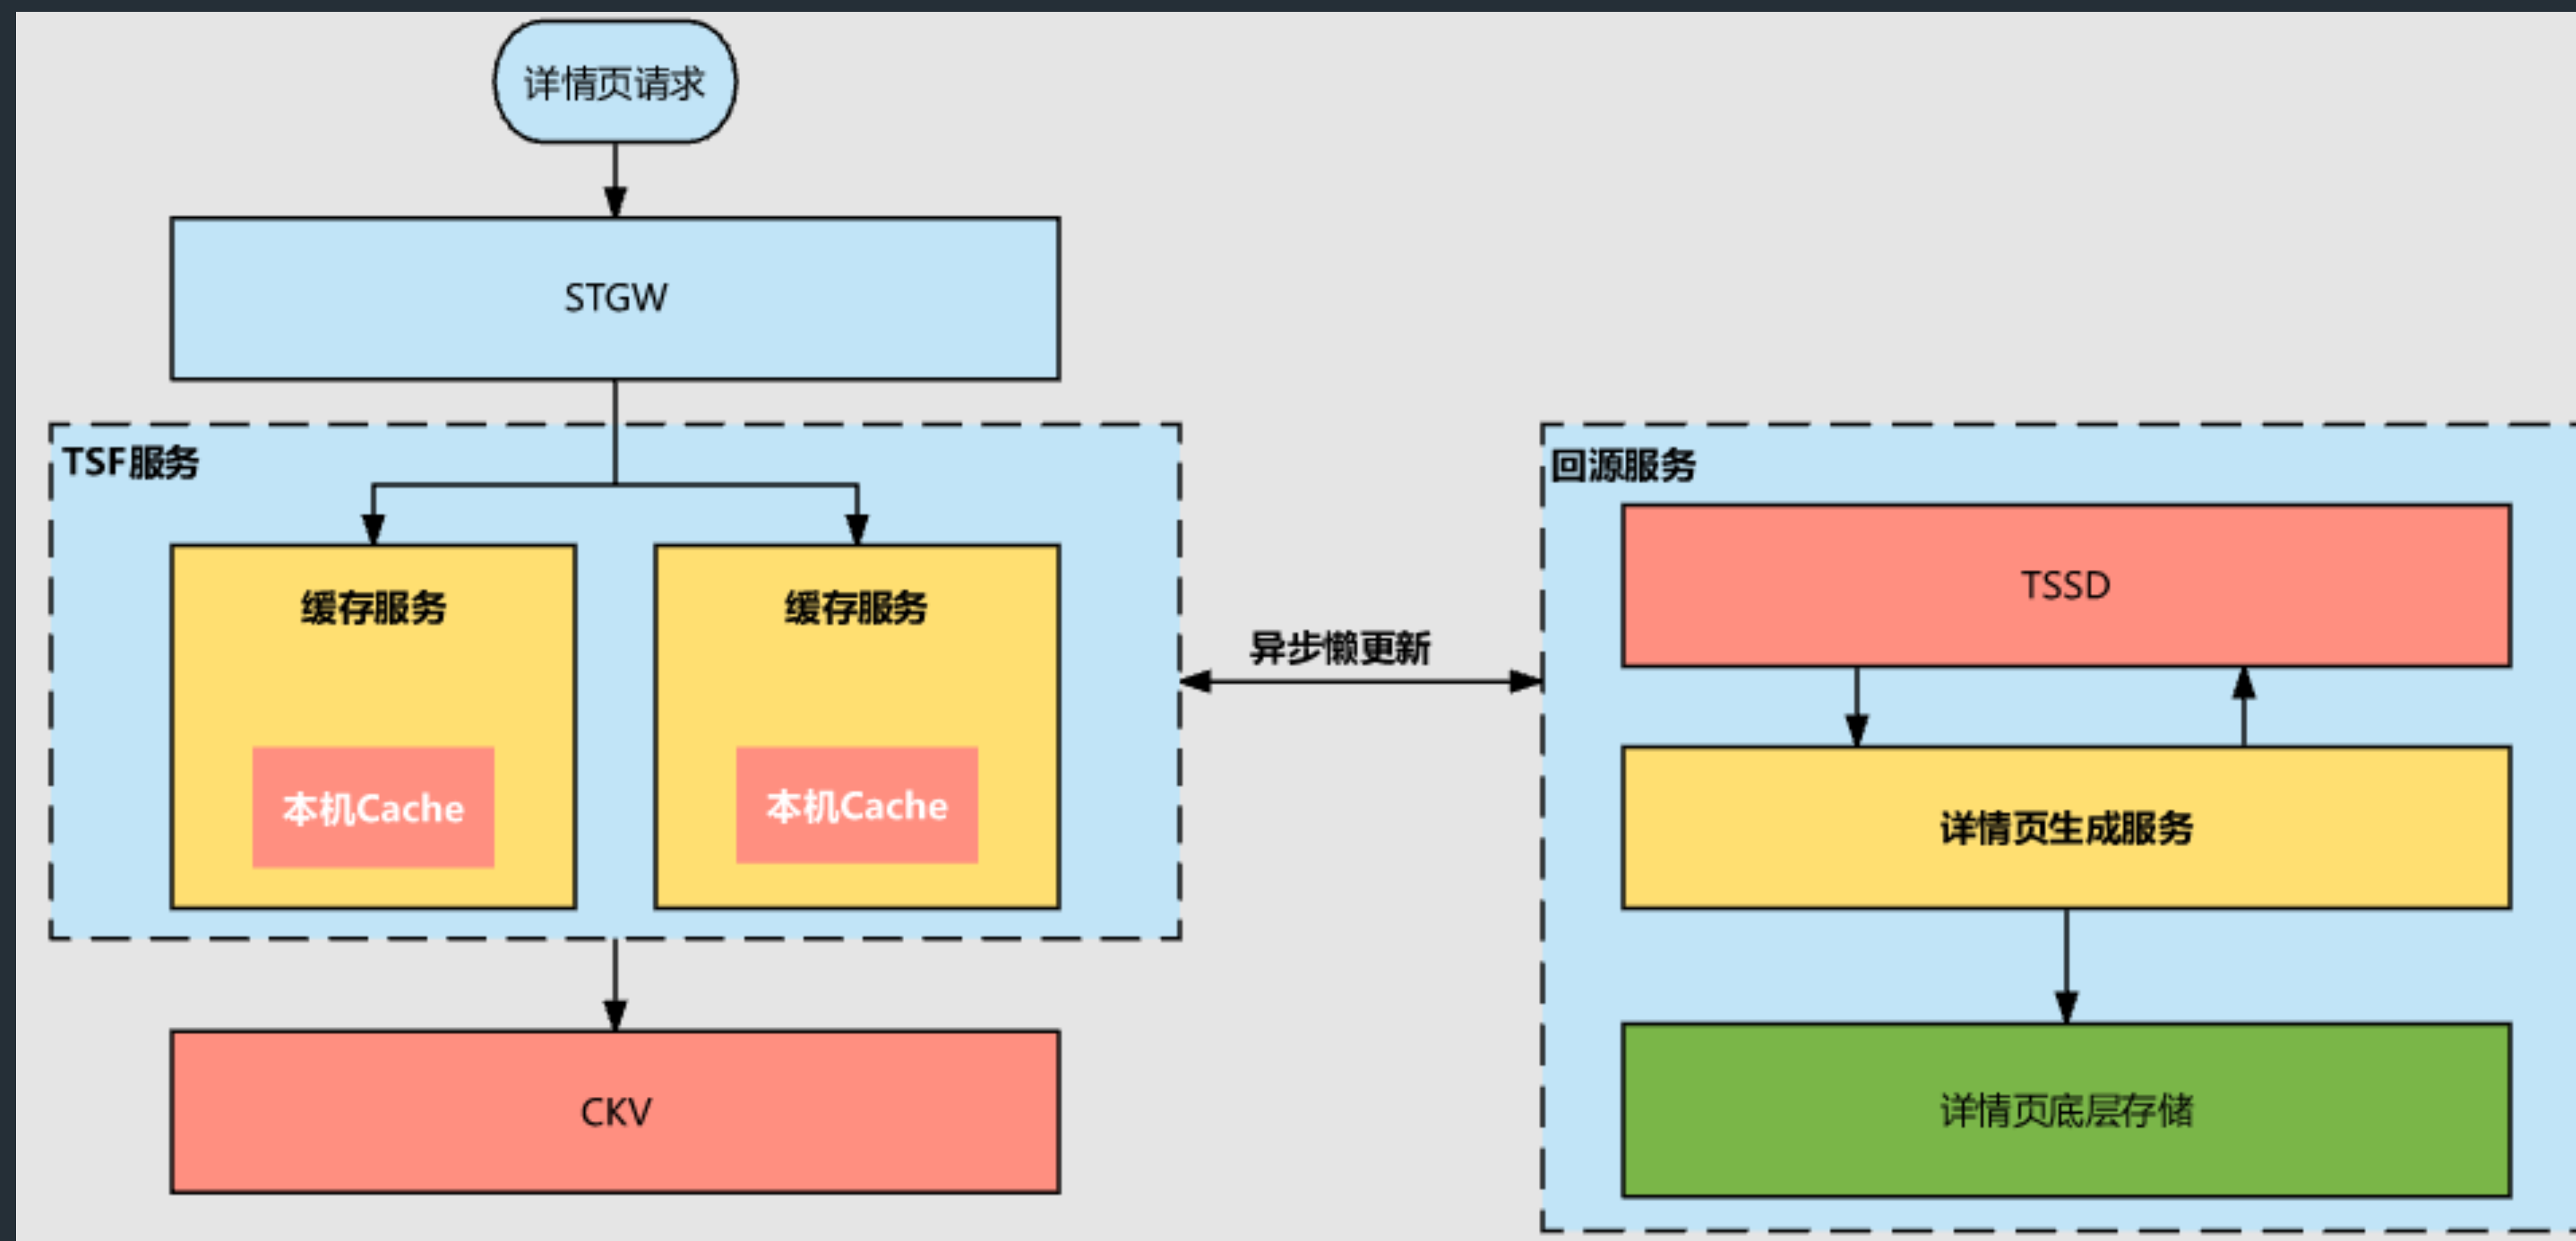 详情页请求
STGW
TSF服务
缓存服务
缓存服务
本机Cache
本机Cache
CKV
异步懒更新
回源服务
TSSD
详情页生成服务
详情页底层存储